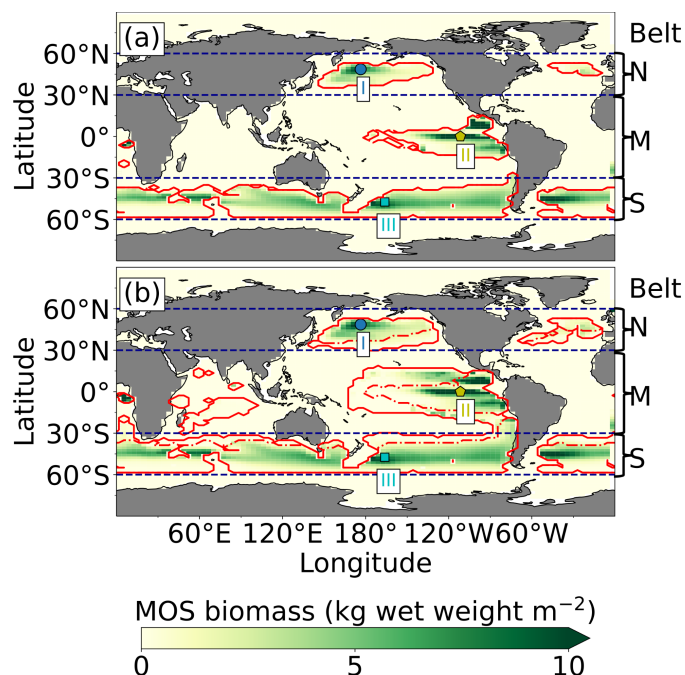 (a)
Belt
60°N
N
30°N
I
Latitude
0°
M
II
30°S
S
60°S
III
(b)
Belt
60°N
N
30°N
I
Latitude
0°
M
II
30°S
S
60°S
III
60°E 120°E 180° 120°W 60°W
Longitude
MOS biomass (kg wet weight m⁻²)
0 5 10